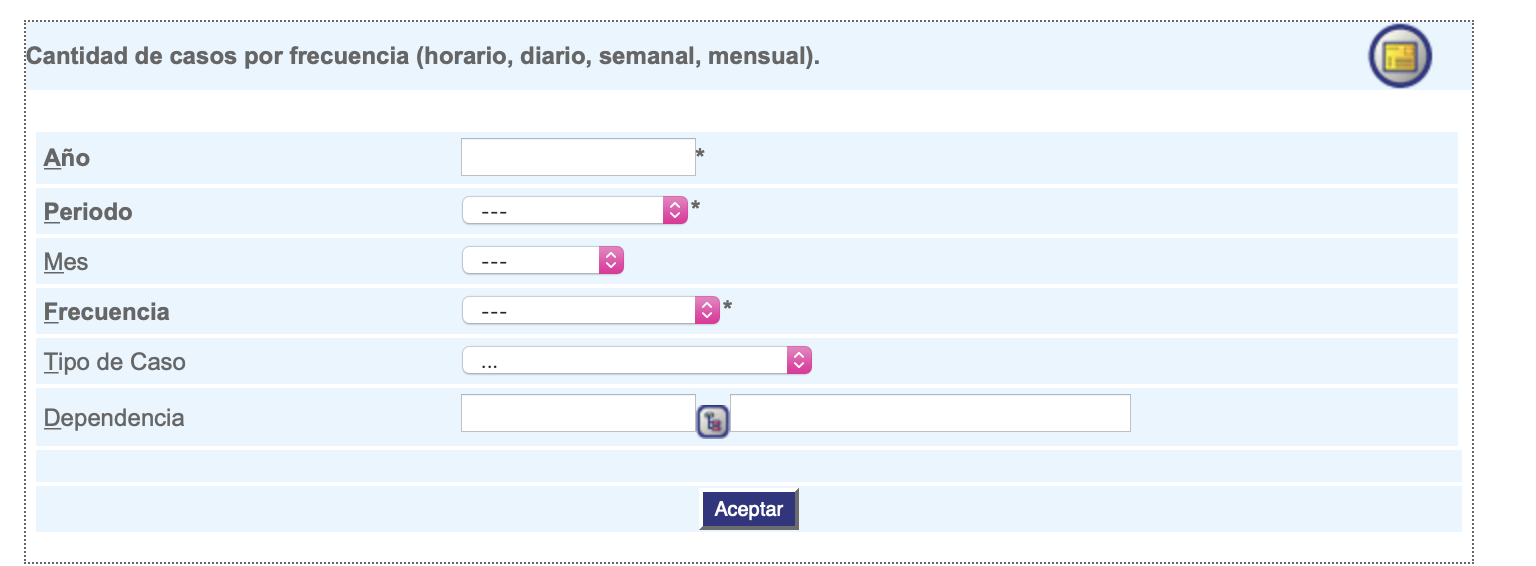 Cantidad de casos por frecuencia (horario, diario, semanal, mensual).
Año *
Periodo --- *
Mes ---
Frecuencia --- *
Tipo de Caso ...
Dependencia
Aceptar